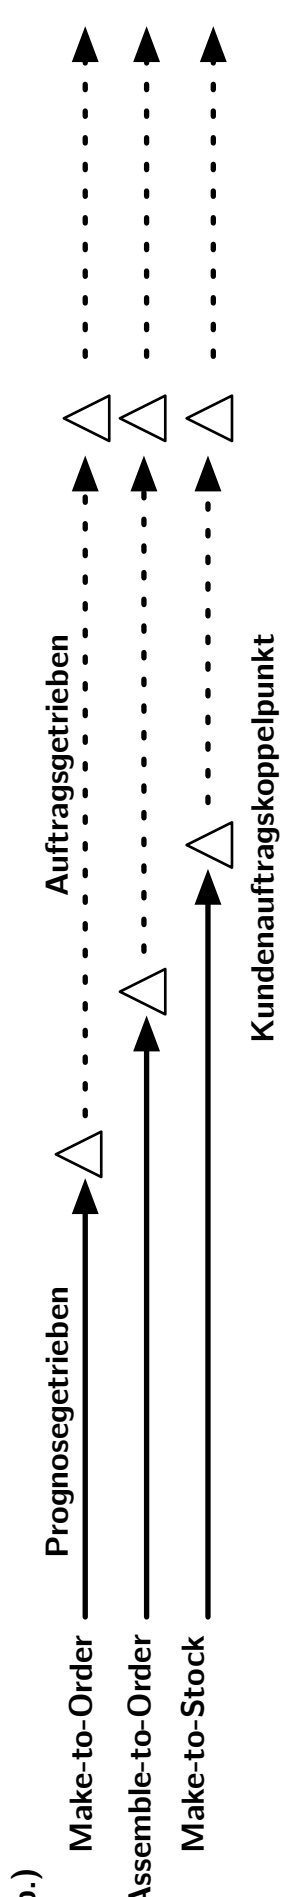 Prognosegetrieben
Auftragsgetrieben
Make-to-Order
Assemble-to-Order
Make-to-Stock
Kundenauftragskoppelpunkt